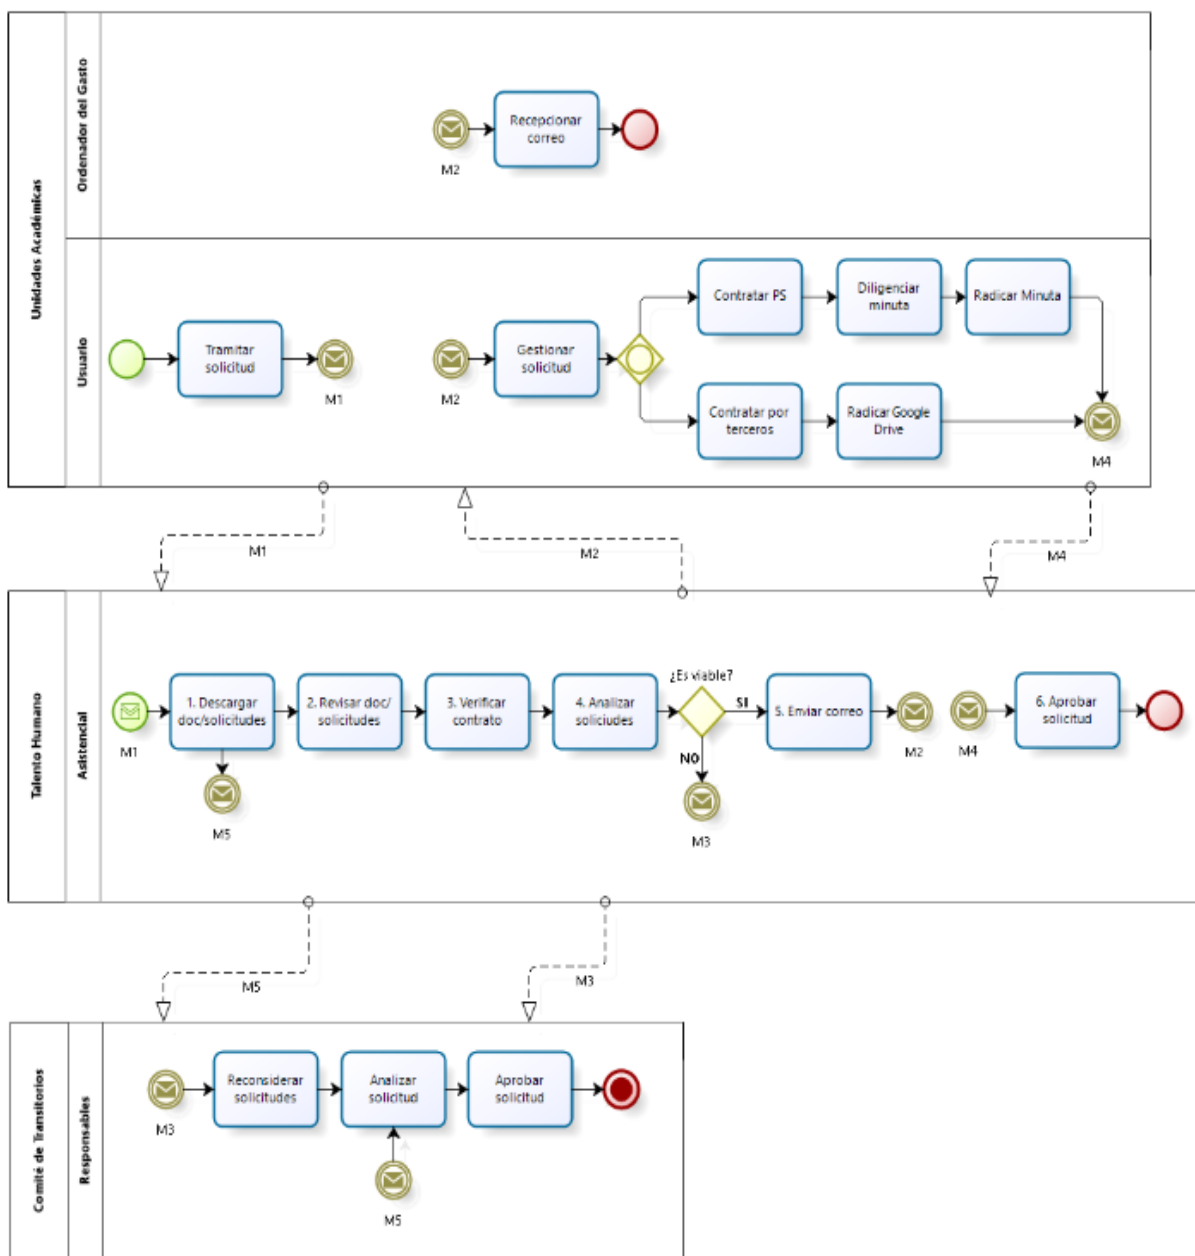 Unidades Académicas
Ordenador del Gasto
M2
Recepcionar
correo
Usuario
Tramitar
solicitud
M1
M2
Gestionar
solicitud
Contratar PS
Diligenciar
minuta
Radicar Minuta
Contratar por
terceros
Radicar Google
Drive
M4
M1
M2
M4
Talento Humano
Asistencial
M1
1. Descargar
doc/solicitudes
M5
2. Revisar doc/
solicitudes
3. Verificar
contrato
4. Analizar
soliciudes
¿Es viable?
SI
NO
M3
5. Enviar correo
M2
M4
6. Aprobar
solicitud
M5
M3
Comité de Transitorios
Responsables
M3
Reconsiderar
solicitudes
Analizar
solicitud
Aprobar
solicitud
M5